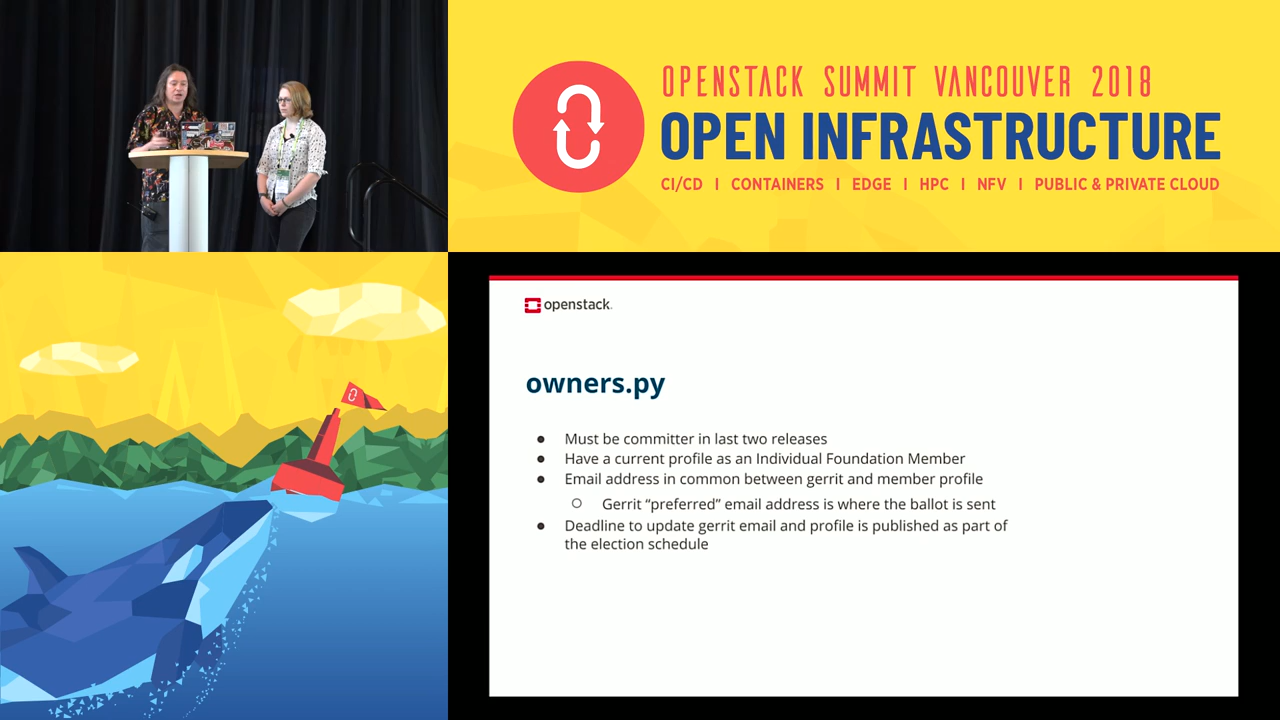 OPENSTACK SUMMIT VANCOUVER 2018
OPEN INFRASTRUCTURE
CI/CD | CONTAINERS | EDGE | HPC | NFV | PUBLIC & PRIVATE CLOUD
openstack.
owners.py
● Must be committer in last two releases
● Have a current profile as an Individual Foundation Member
● Email address in common between gerrit and member profile
○ Gerrit “preferred” email address is where the ballot is sent
● Deadline to update gerrit email and profile is published as part of
the election schedule